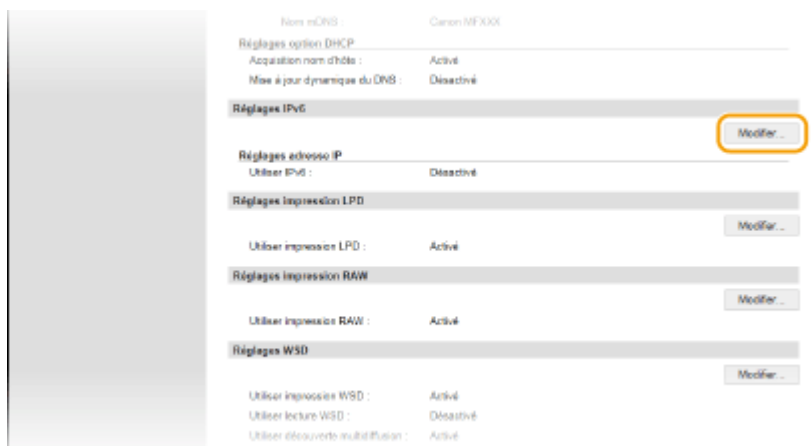 Nom mDNS : Canon MFXXX
Réglages option DHCP
Acquisition nom d'hôte : Activé
Mise à jour dynamique du DNS : Désactivé
Réglages IPv6
Modifier...
Réglages adresse IP
Utiliser IPv6 : Désactivé
Réglages impression LPD
Modifier...
Utiliser impression LPD : Activé
Réglages impression RAW
Modifier...
Utiliser impression RAW : Activé
Réglages WSD
Modifier...
Utiliser impression WSD : Activé
Utiliser lecture WSD : Désactivé
Utiliser découverte multidiffusion : Activé